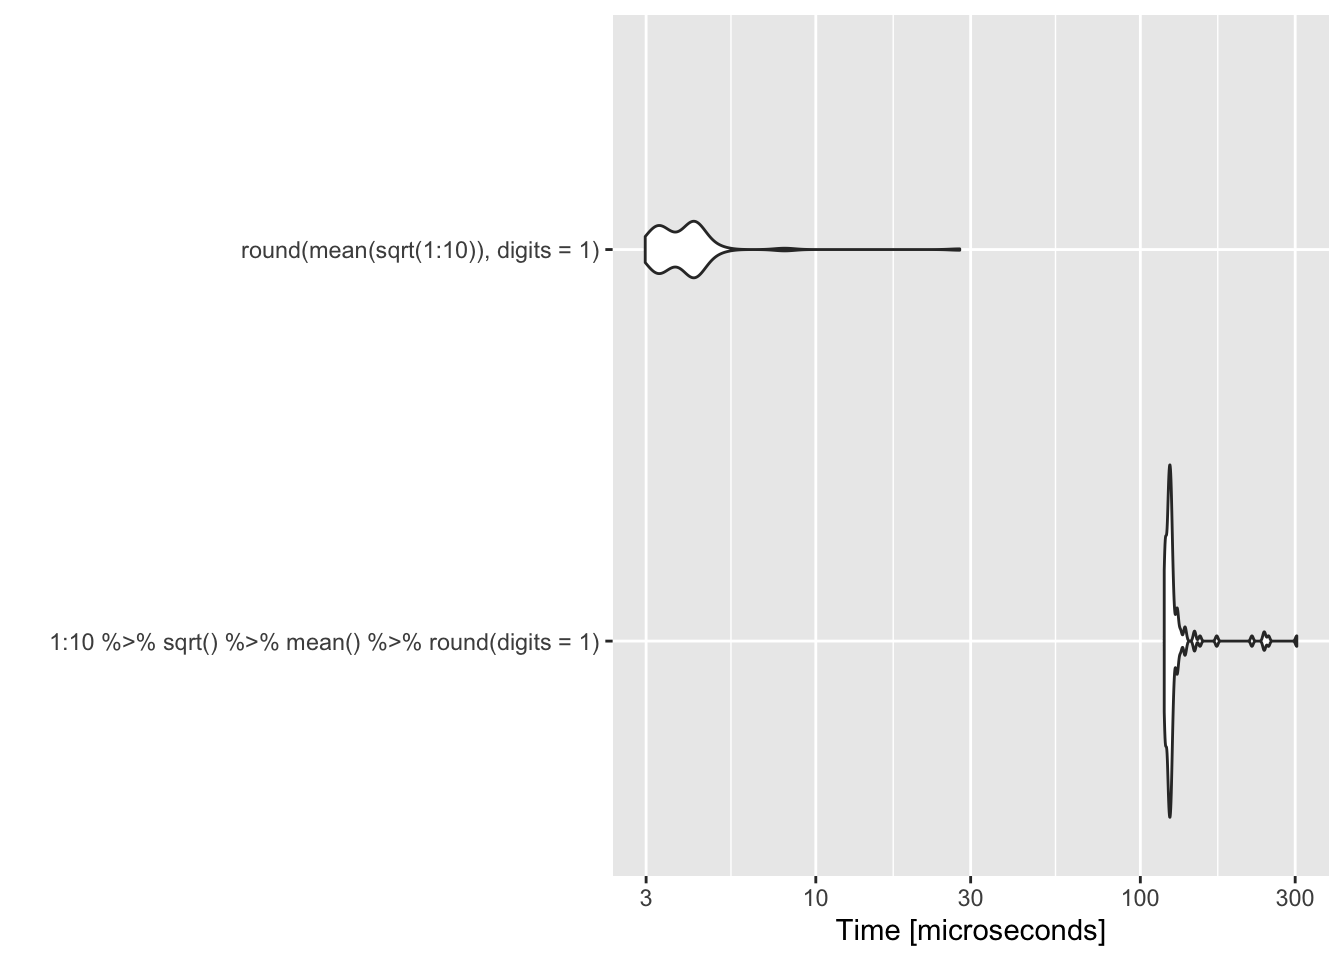 round(mean(sqrt(1:10)), digits = 1)
1:10 %>% sqrt() %>% mean() %>% round(digits = 1)
3 10 30 100 300
Time [microseconds]